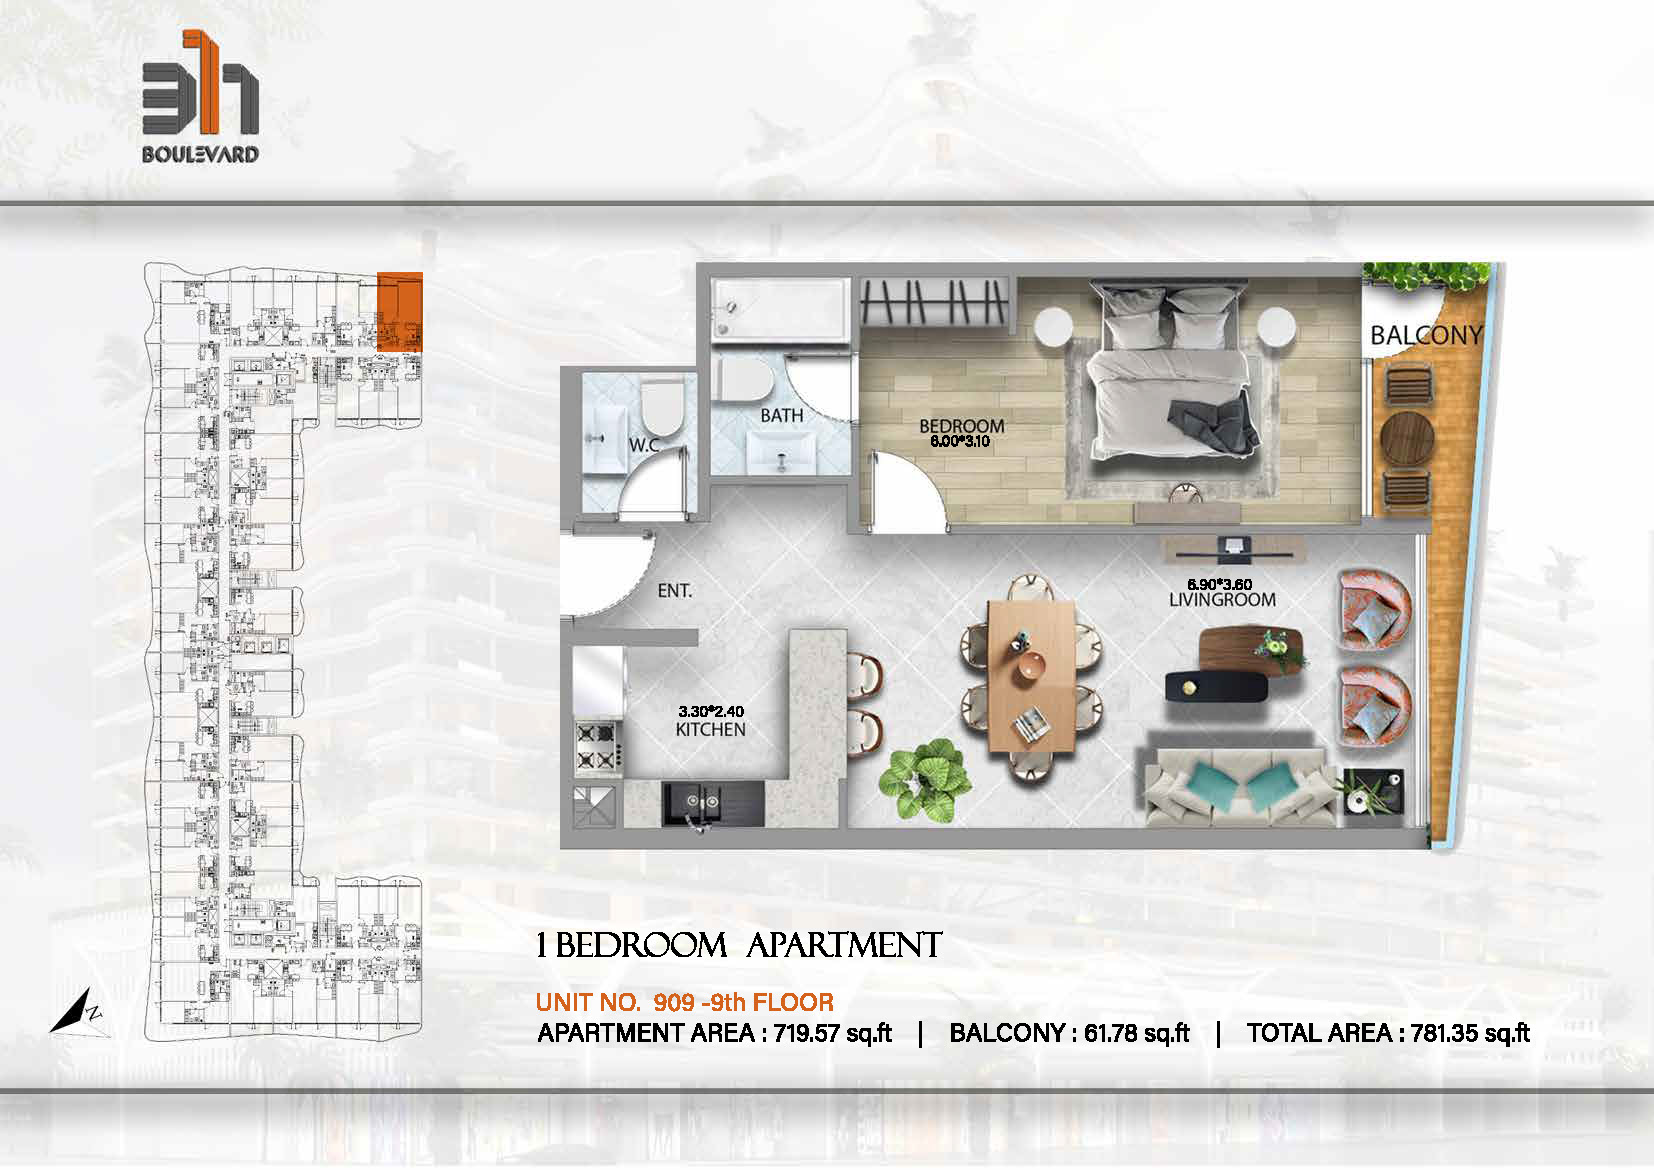 311
BOULEVARD
BALCONY
BATH
W.C
BEDROOM
6.00*3.10
ENT.
6.90*3.60
LIVINGROOM
3.30*2.40
KITCHEN
1 BEDROOM APARTMENT
UNIT NO. 909 -9th FLOOR
APARTMENT AREA : 719.57 sq.ft | BALCONY : 61.78 sq.ft | TOTAL AREA : 781.35 sq.ft
N